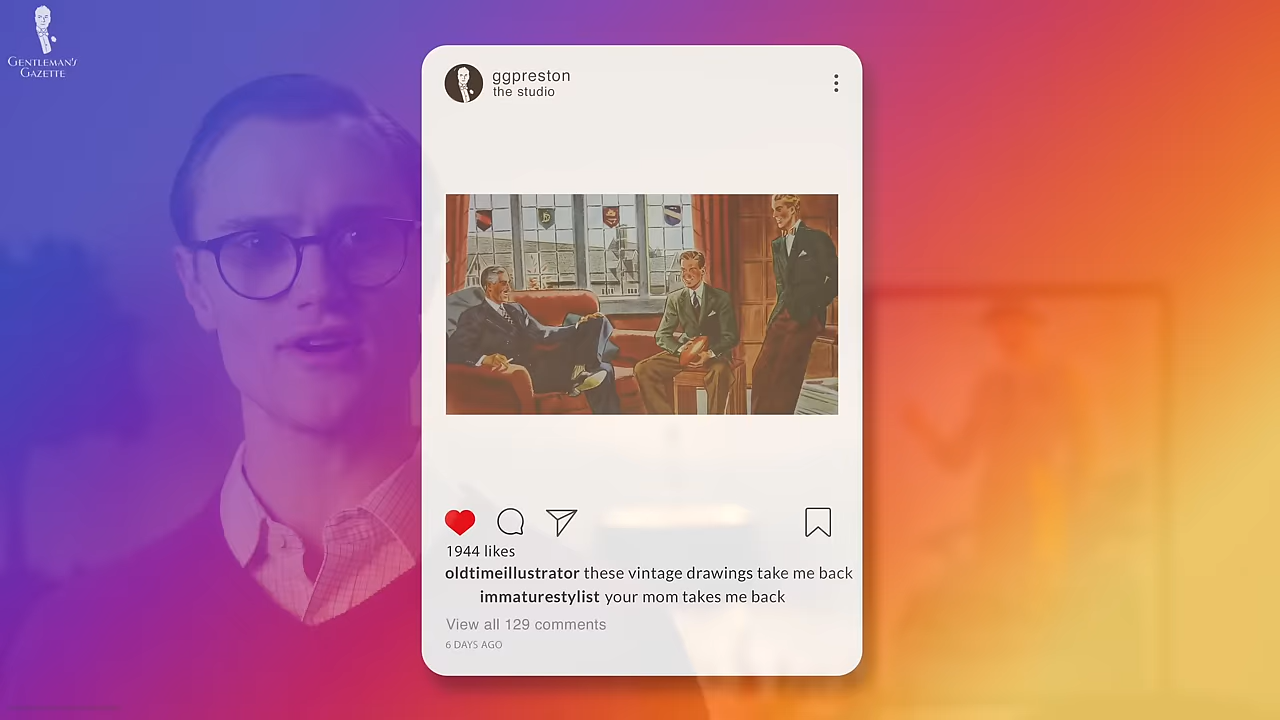 GENTLEMAN'S
GAZETTE
ggpreston
the studio
1944 likes
oldtimeillustrator these vintage drawings take me back
immaturestylist your mom takes me back
View all 129 comments
6 DAYS AGO